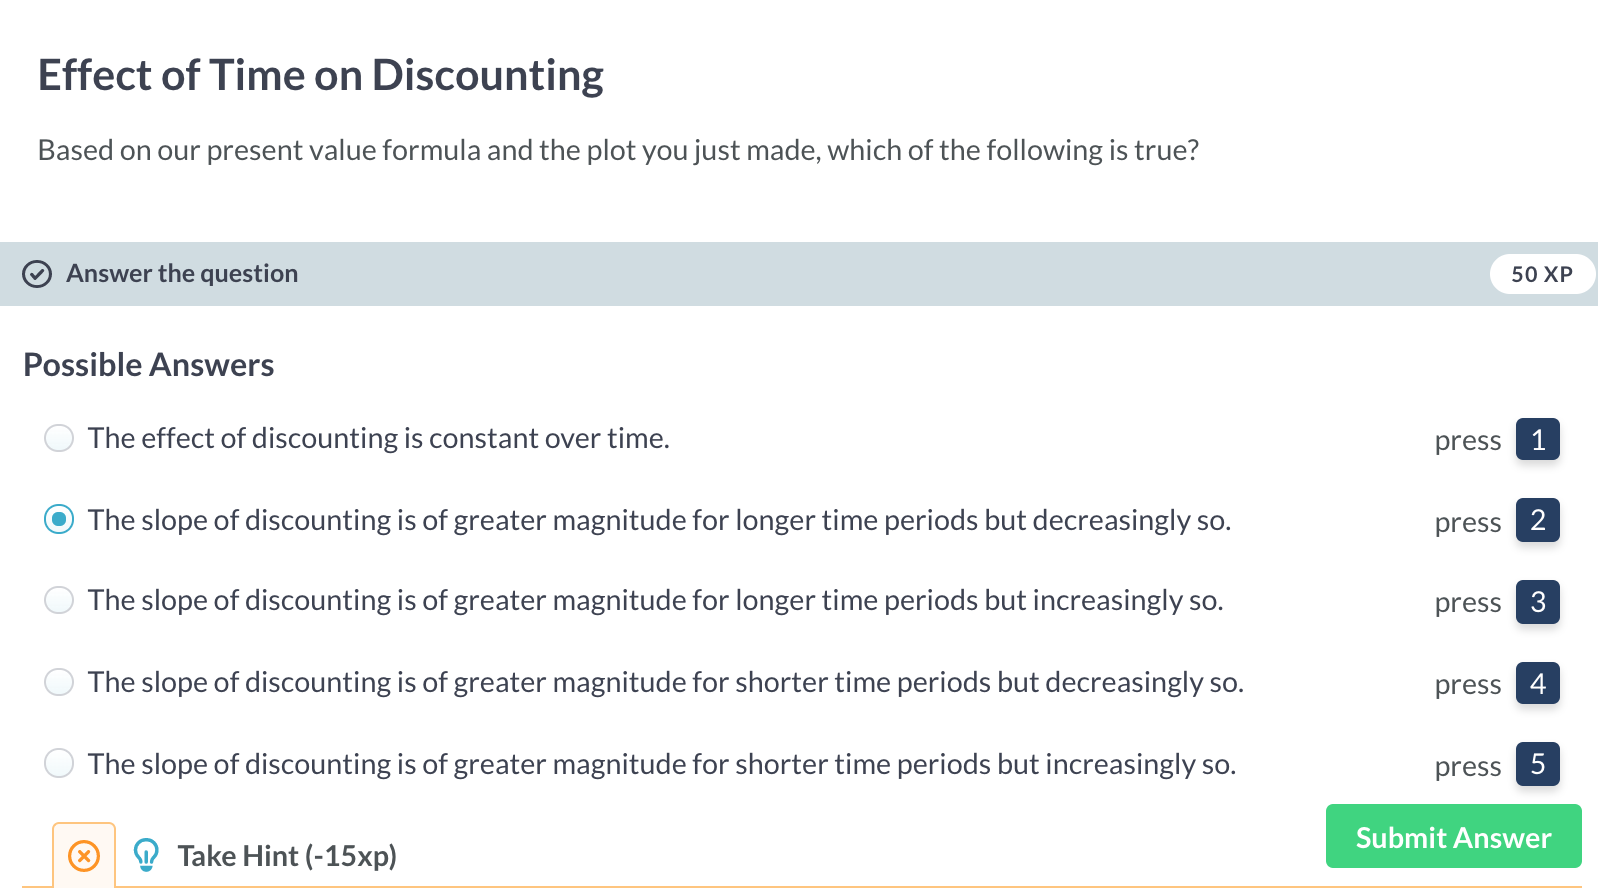 Effect of Time on Discounting
Based on our present value formula and the plot you just made, which of the following is true?
Answer the question
50 XP
Possible Answers
The effect of discounting is constant over time.
press 1
The slope of discounting is of greater magnitude for longer time periods but decreasingly so.
press 2
The slope of discounting is of greater magnitude for longer time periods but increasingly so.
press 3
The slope of discounting is of greater magnitude for shorter time periods but decreasingly so.
press 4
The slope of discounting is of greater magnitude for shorter time periods but increasingly so.
press 5
Take Hint (-15xp)
Submit Answer